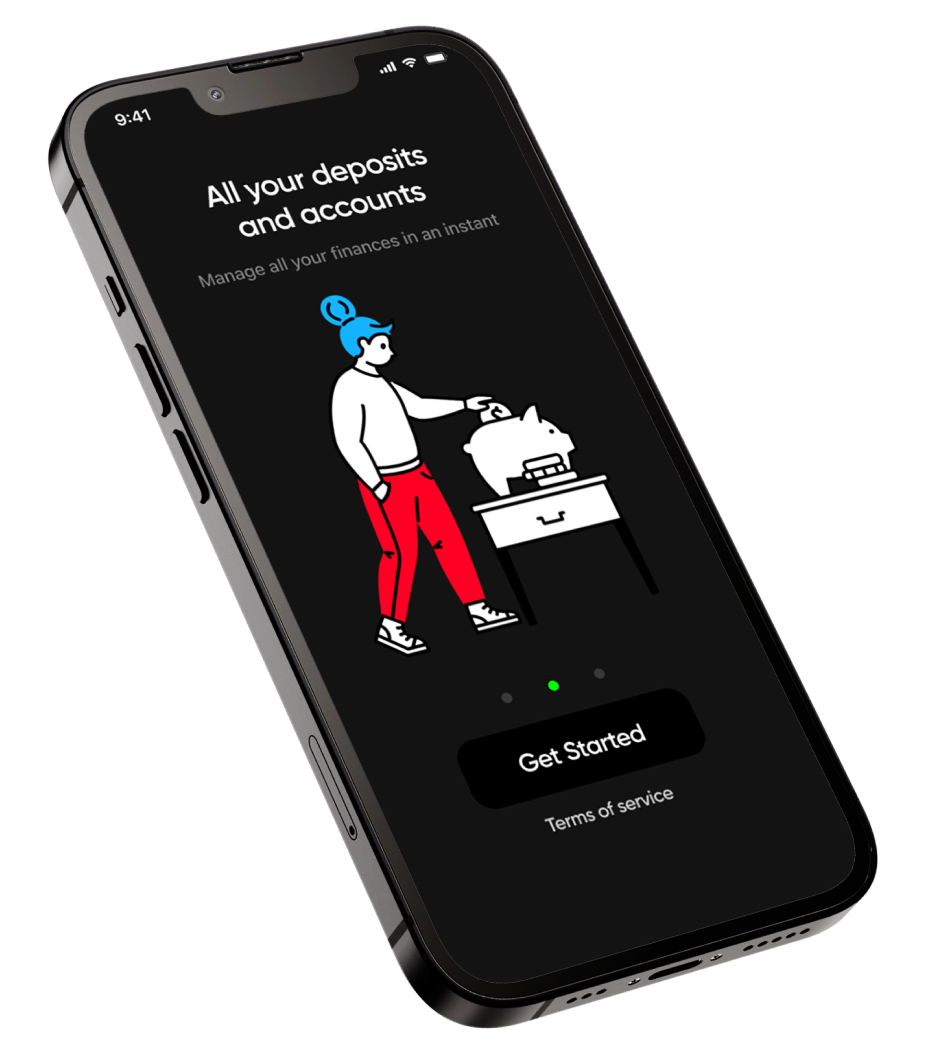 9:41
All your deposits
and accounts
Manage all your finances in an instant
Get Started
Terms of service